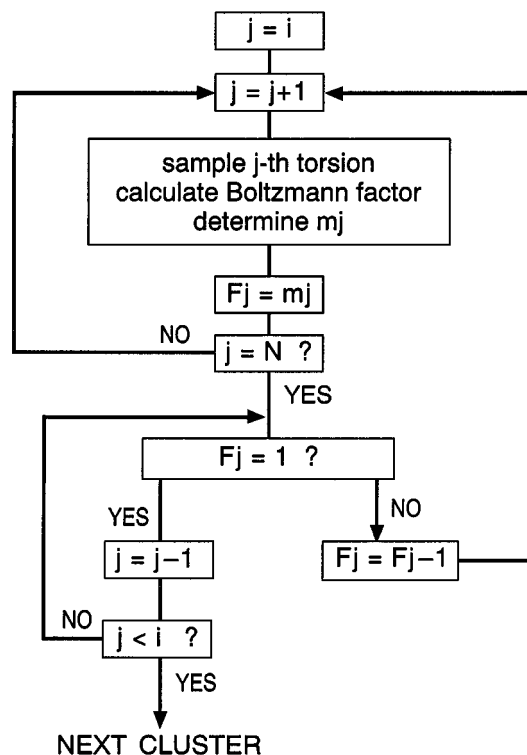 j = i
j = j+1
sample j-th torsion
calculate Boltzmann factor
determine mj
Fj = mj
NO
j = N ?
YES
Fj = 1 ?
YES
NO
j = j−1
Fj = Fj−1
NO
j < i ?
YES
NEXT CLUSTER